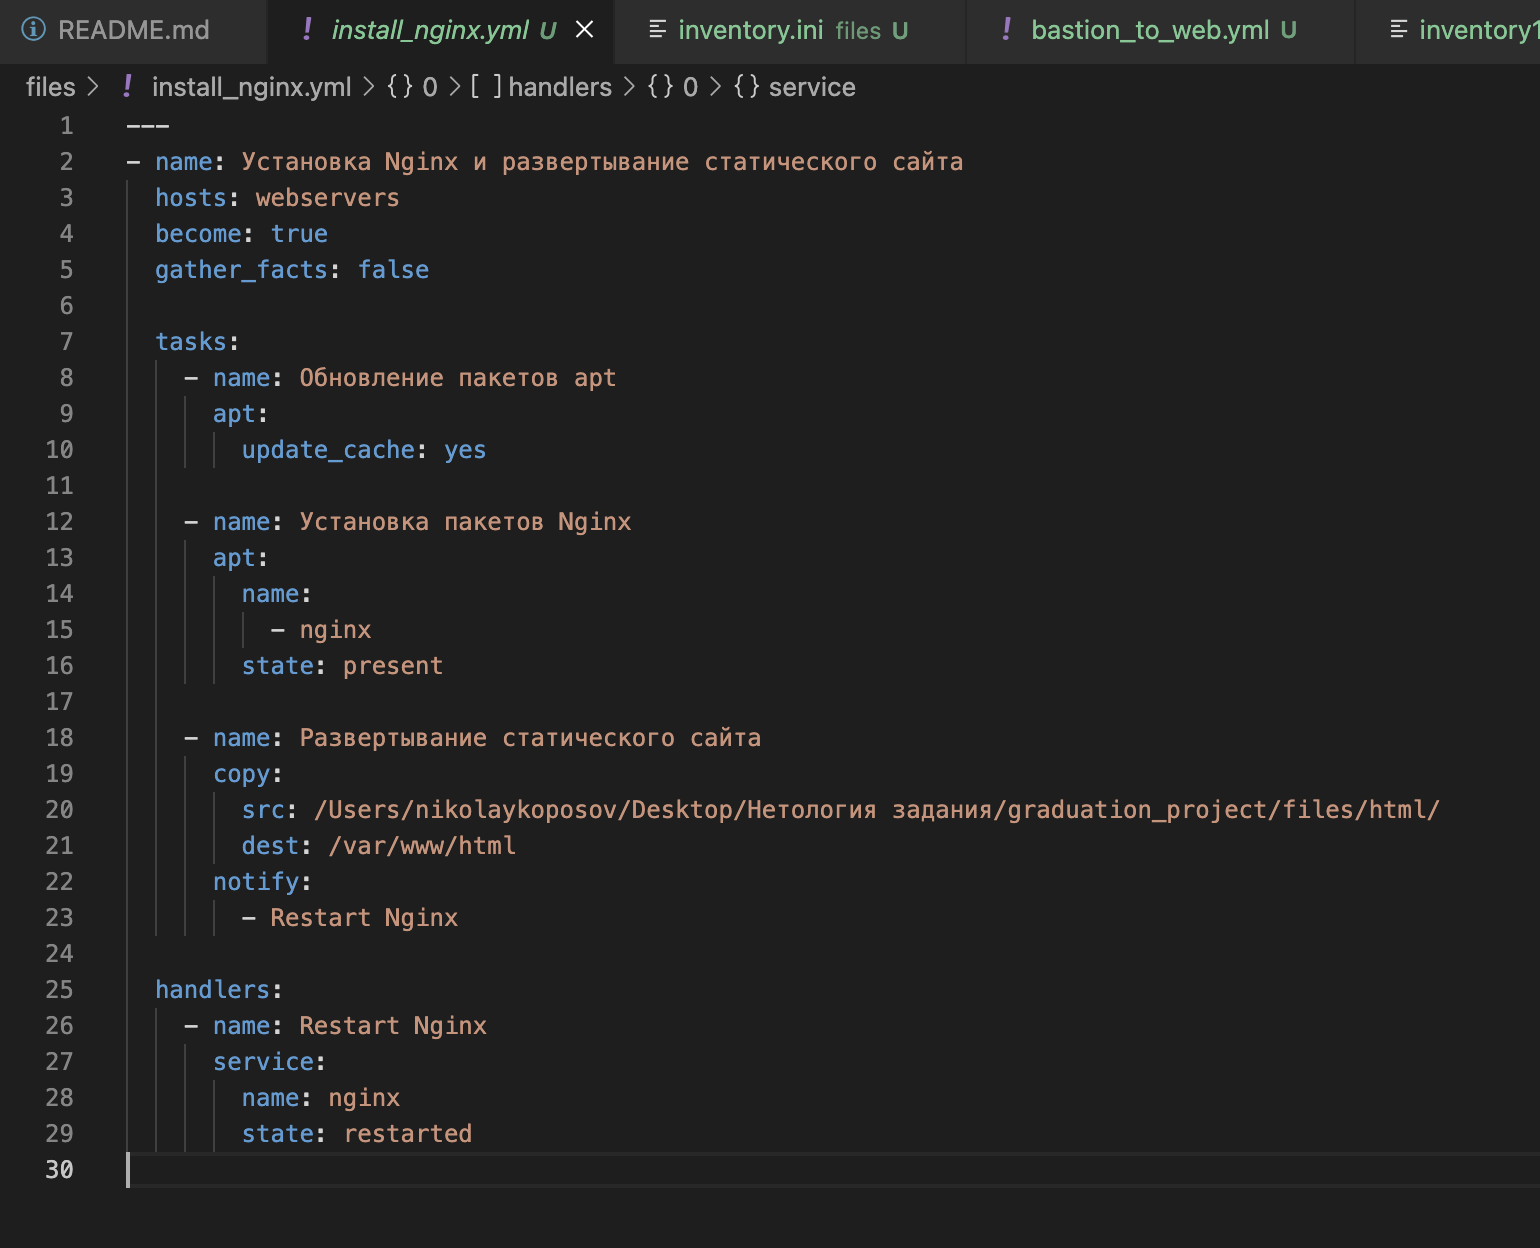 README.md ! install_nginx.yml U × inventory.ini files U ! bastion_to_web.yml U inventory1
files > ! install_nginx.yml > {} 0 > [ ] handlers > {} 0 > {} service
1 ---
2 - name: Установка Nginx и развертывание статического сайта
3   hosts: webservers
4   become: true
5   gather_facts: false
6
7   tasks:
8     - name: Обновление пакетов apt
9       apt:
10         update_cache: yes
11
12     - name: Установка пакетов Nginx
13       apt:
14         name:
15           - nginx
16         state: present
17
18     - name: Развертывание статического сайта
19       copy:
20         src: /Users/nikolaykoposov/Desktop/Нетология задания/graduation_project/files/html/
21         dest: /var/www/html
22       notify:
23         - Restart Nginx
24
25   handlers:
26     - name: Restart Nginx
27       service:
28         name: nginx
29         state: restarted
30